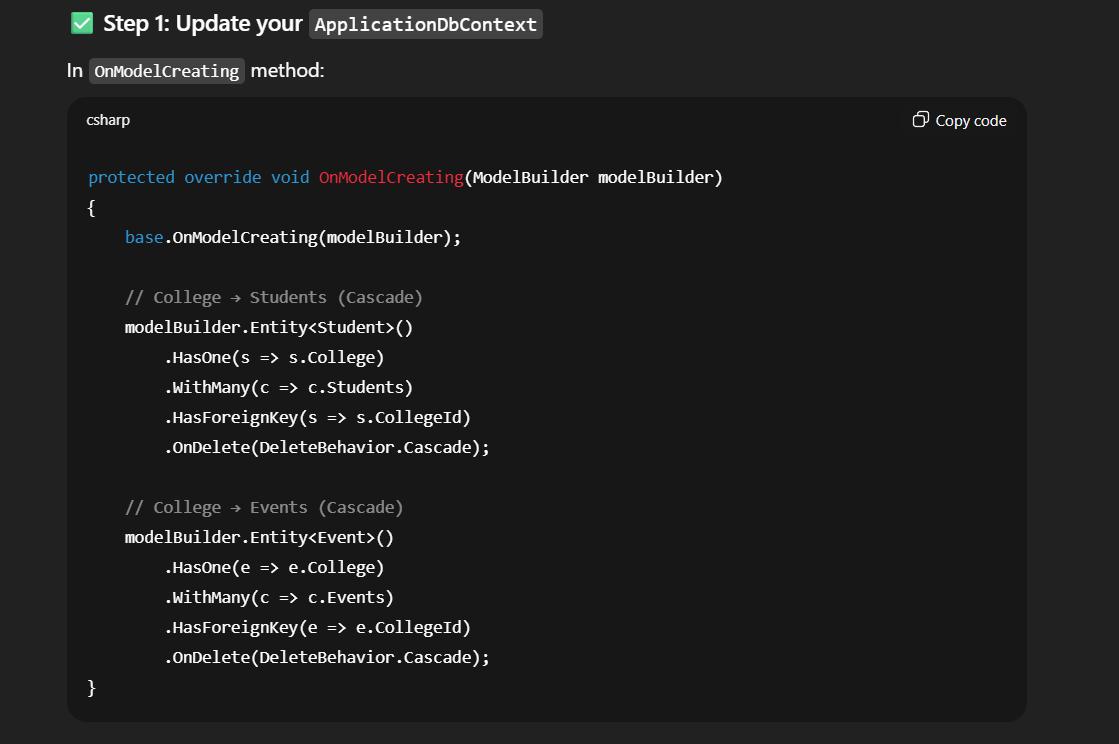 ✅ Step 1: Update your ApplicationDbContext
In OnModelCreating method:
csharp
Copy code
protected override void OnModelCreating(ModelBuilder modelBuilder)
{
    base.OnModelCreating(modelBuilder);
    // College → Students (Cascade)
    modelBuilder.Entity<Student>()
        .HasOne(s => s.College)
        .WithMany(c => c.Students)
        .HasForeignKey(s => s.CollegeId)
        .OnDelete(DeleteBehavior.Cascade);
    // College → Events (Cascade)
    modelBuilder.Entity<Event>()
        .HasOne(e => e.College)
        .WithMany(c => c.Events)
        .HasForeignKey(e => e.CollegeId)
        .OnDelete(DeleteBehavior.Cascade);
}